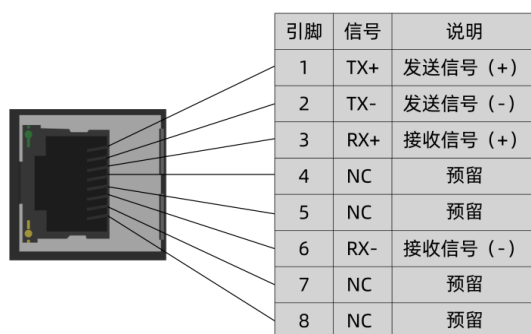 引脚 信号 说明
1 TX+ 发送信号（+）
2 TX- 发送信号（-）
3 RX+ 接收信号（+）
4 NC 预留
5 NC 预留
6 RX- 接收信号（-）
7 NC 预留
8 NC 预留